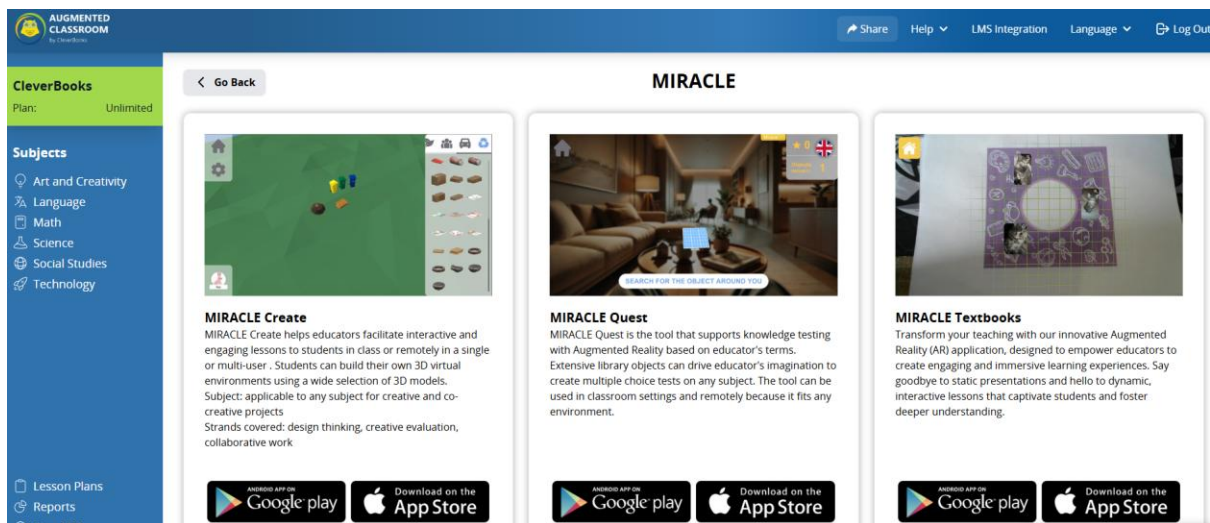 AUGMENTED
CLASSROOM
by CleverBooks
Share
Help
LMS Integration
Language
Log Out
CleverBooks
Plan: Unlimited
Subjects
Art and Creativity
Language
Math
Science
Social Studies
Technology
Lesson Plans
Reports
Go Back
MIRACLE
MIRACLE Create
MIRACLE Create helps educators facilitate interactive and
engaging lessons to students in class or remotely in a single
or multi-user . Students can build their own 3D virtual
environments using a wide selection of 3D models.
Subject: applicable to any subject for creative and co-
creative projects
Strands covered: design thinking, creative evaluation,
collaborative work
ANDROID APP ON
Google play
Download on the
App Store
0
1
SEARCH FOR THE OBJECT AROUND YOU
MIRACLE Quest
MIRACLE Quest is the tool that supports knowledge testing
with Augmented Reality based on educator's terms.
Extensive library objects can drive educator's imagination to
create multiple choice tests on any subject. The tool can be
used in classroom settings and remotely because it fits any
environment.
ANDROID APP ON
Google play
Download on the
App Store
MIRACLE Textbooks
Transform your teaching with our innovative Augmented
Reality (AR) application, designed to empower educators to
create engaging and immersive learning experiences. Say
goodbye to static presentations and hello to dynamic,
interactive lessons that captivate students and foster
deeper understanding.
ANDROID APP ON
Google play
Download on the
App Store